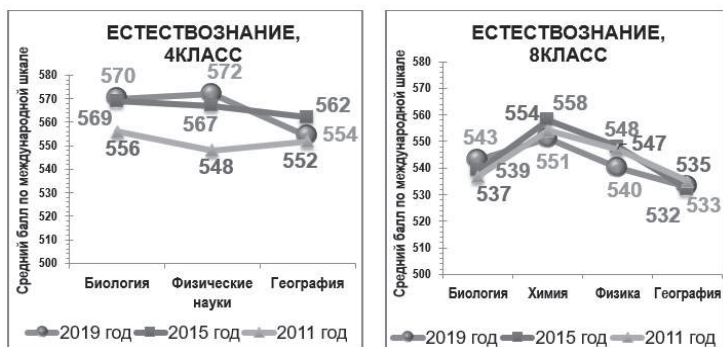 ЕСТЕСТВОЗНАНИЕ,
4КЛАСС
Средний балл по международной шкале
580
570
560
550
540
530
520
510
500
570
572
569
567
562
554
556
548
552
Биология
Физические
науки
География
2019 год
2015 год
2011 год
ЕСТЕСТВОЗНАНИЕ,
8КЛАСС
Средний балл по международной шкале
570
560
550
540
530
520
510
500
554
558
543
548
547
539
551
535
537
540
532
533
Биология
Химия
Физика
География
2019 год
2015 год
2011 год